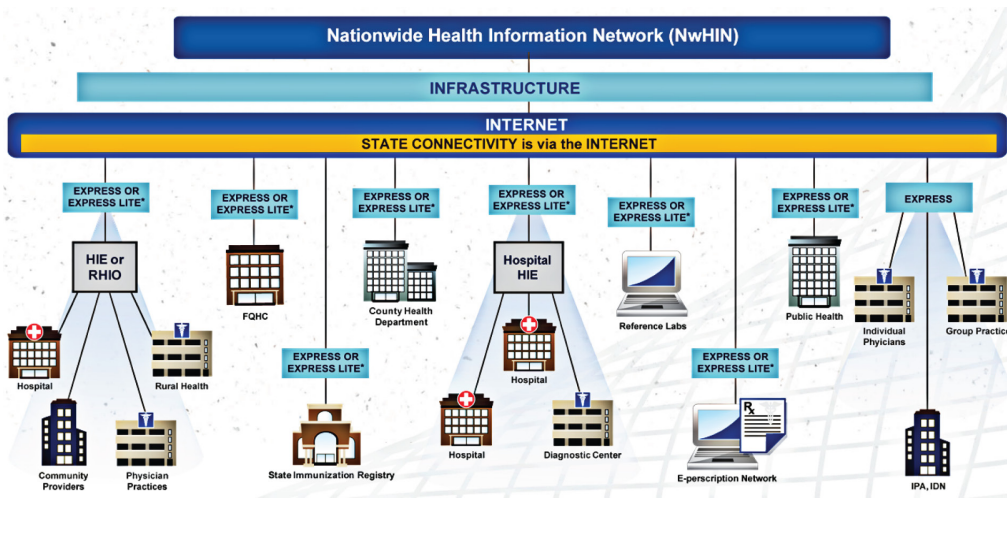 Nationwide Health Information Network (NwHIN)
INFRASTRUCTURE
INTERNET
STATE CONNECTIVITY is via the INTERNET
EXPRESS OR
EXPRESS LITE*
HIE or
RHIO
Hospital
Rural Health
Community
Providers
Physician
Practices
EXPRESS OR
EXPRESS LITE*
FQHC
EXPRESS OR
EXPRESS LITE*
State Immunization Registry
EXPRESS OR
EXPRESS LITE*
County Health
Department
EXPRESS OR
EXPRESS LITE*
Hospital
HIE
Hospital
Hospital
Diagnostic Center
EXPRESS OR
EXPRESS LITE*
Reference Labs
EXPRESS OR
EXPRESS LITE*
Rx
E-perscription Network
EXPRESS OR
EXPRESS LITE*
Public Health
EXPRESS
Individual
Phyicians
Group Practice
IPA, IDN